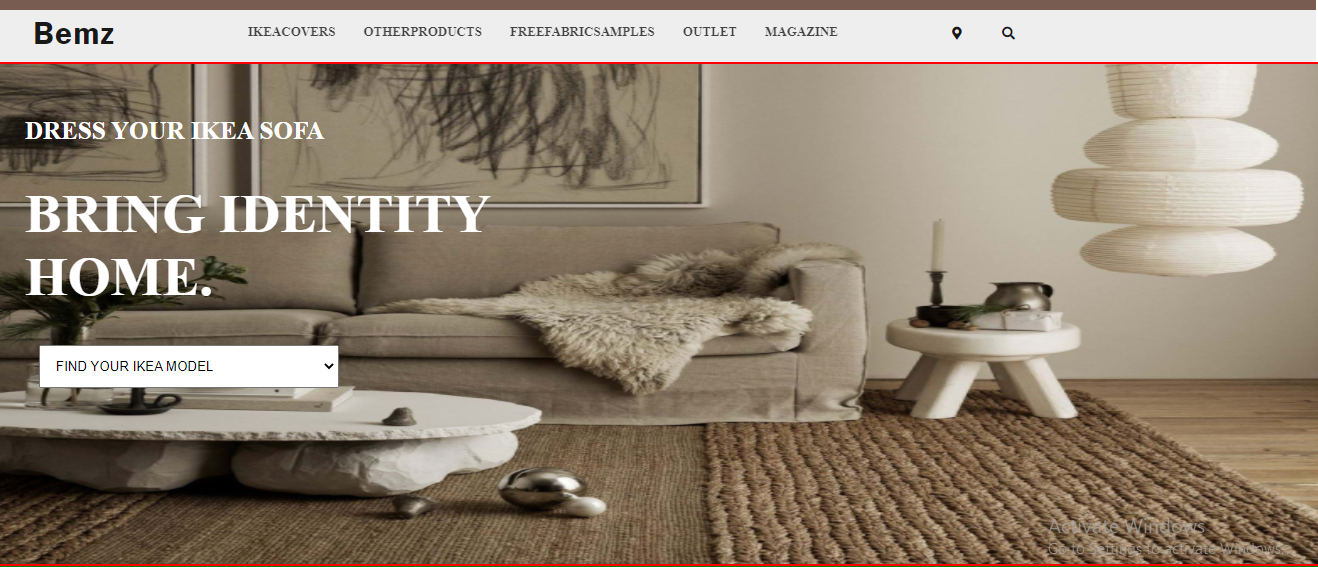 Bemz
IKEACOVERS OTHERPRODUCTS FREEFABRICSAMPLES OUTLET MAGAZINE
DRESS YOUR IKEA SOFA
BRING IDENTITY
HOME.
FIND YOUR IKEA MODEL
Activate Windows
Go to Settings to activate Windows.